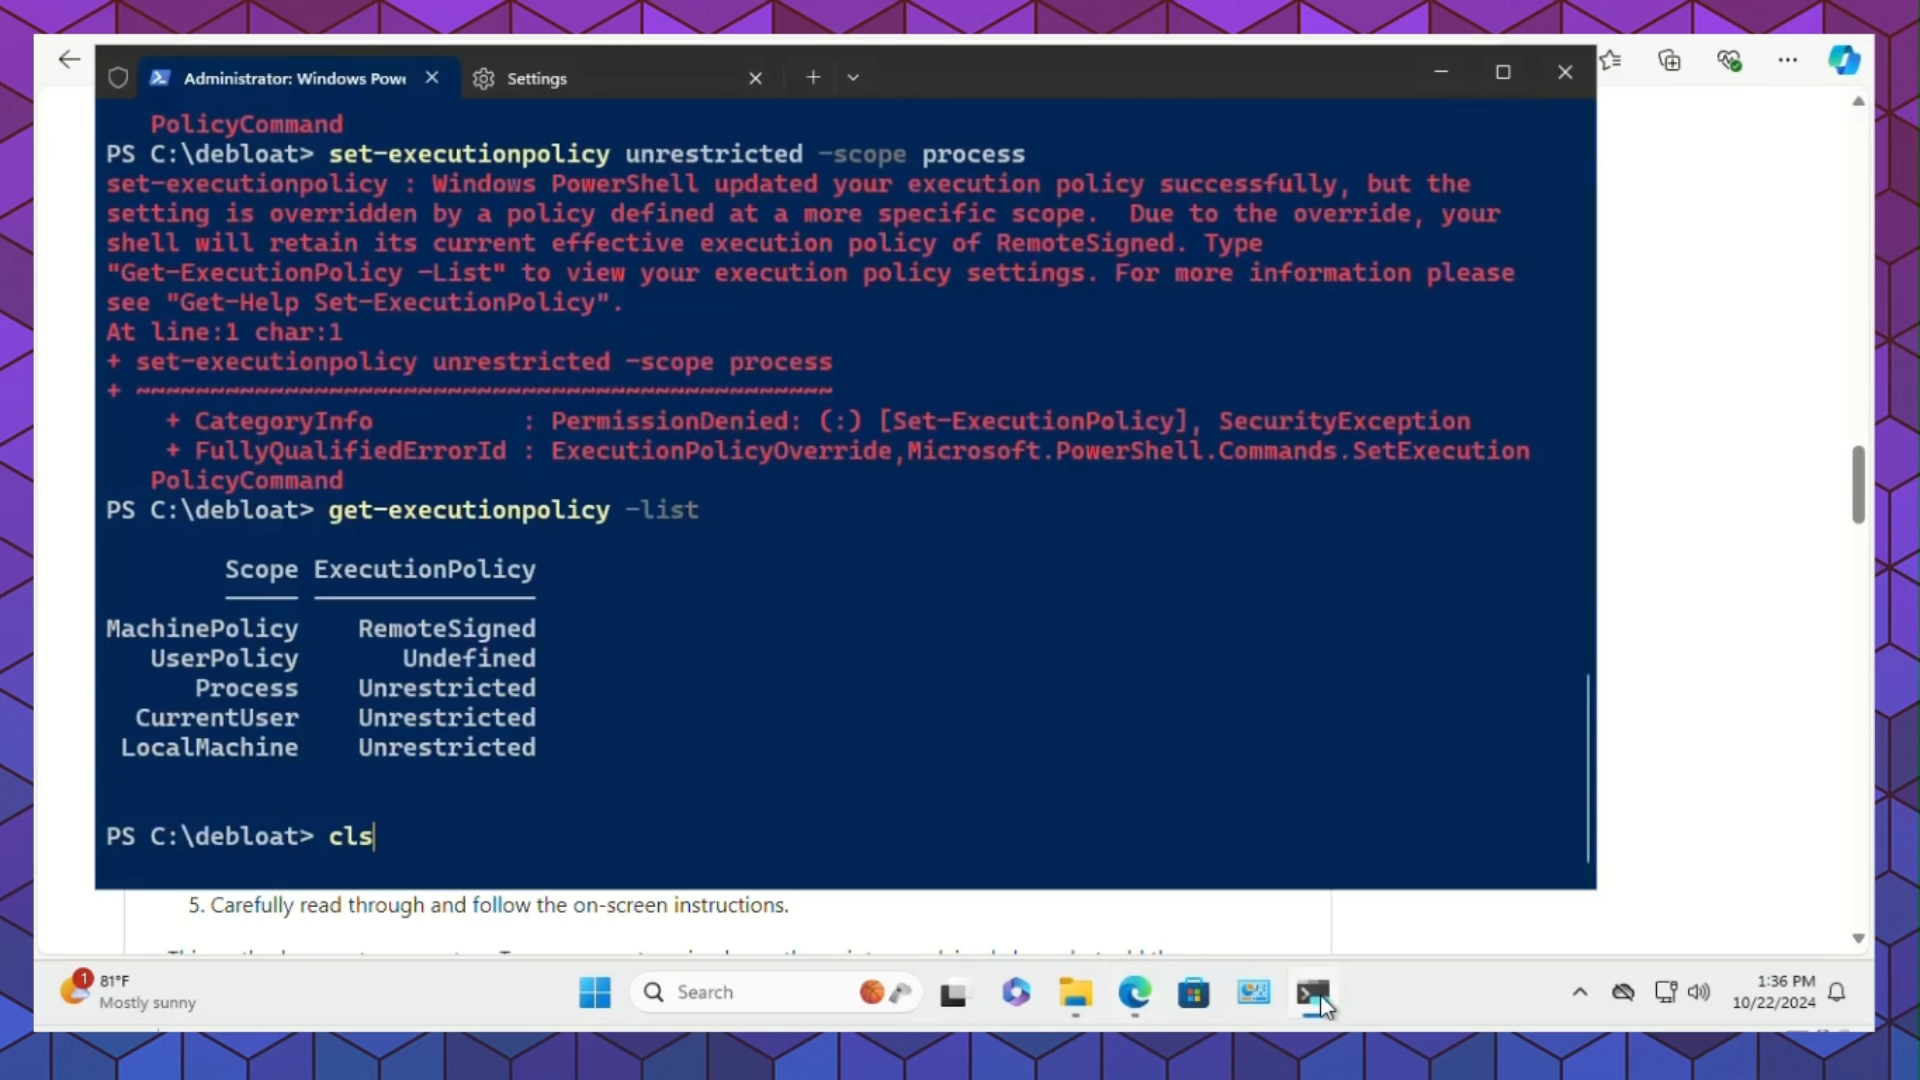 Administrator: Windows Powe
Settings
PolicyCommand
PS C:\debloat> set-executionpolicy unrestricted -scope process
set-executionpolicy : Windows PowerShell updated your execution policy successfully, but the
setting is overridden by a policy defined at a more specific scope.  Due to the override, your
shell will retain its current effective execution policy of RemoteSigned. Type
"Get-ExecutionPolicy -List" to view your execution policy settings. For more information please
see "Get-Help Set-ExecutionPolicy".
At line:1 char:1
+ set-executionpolicy unrestricted -scope process
+ ~~~~~~~~~~~~~~~~~~~~~~~~~~~~~~~~~~~~~~~~~~~~~~~
+ CategoryInfo          : PermissionDenied: (:) [Set-ExecutionPolicy], SecurityException
+ FullyQualifiedErrorId : ExecutionPolicyOverride,Microsoft.PowerShell.Commands.SetExecution
PolicyCommand
PS C:\debloat> get-executionpolicy -list
Scope ExecutionPolicy
MachinePolicy RemoteSigned
UserPolicy Undefined
Process Unrestricted
CurrentUser Unrestricted
LocalMachine Unrestricted
PS C:\debloat> cls
5. Carefully read through and follow the on-screen instructions.
1
81°F
Mostly sunny
Search
1:36 PM
10/22/2024